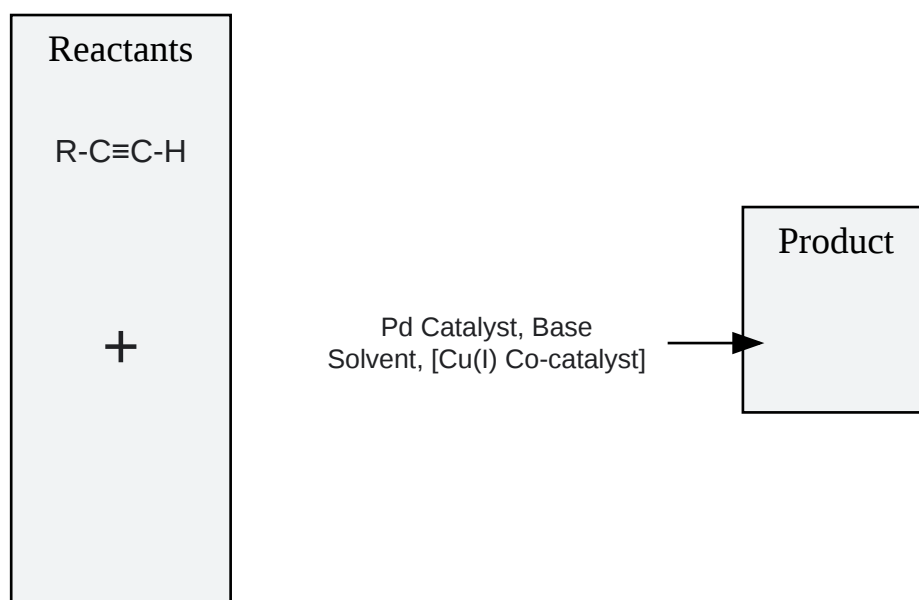 Reactants
R-C≡C-H
+
Pd Catalyst, Base
Solvent, [Cu(I) Co-catalyst]
Product